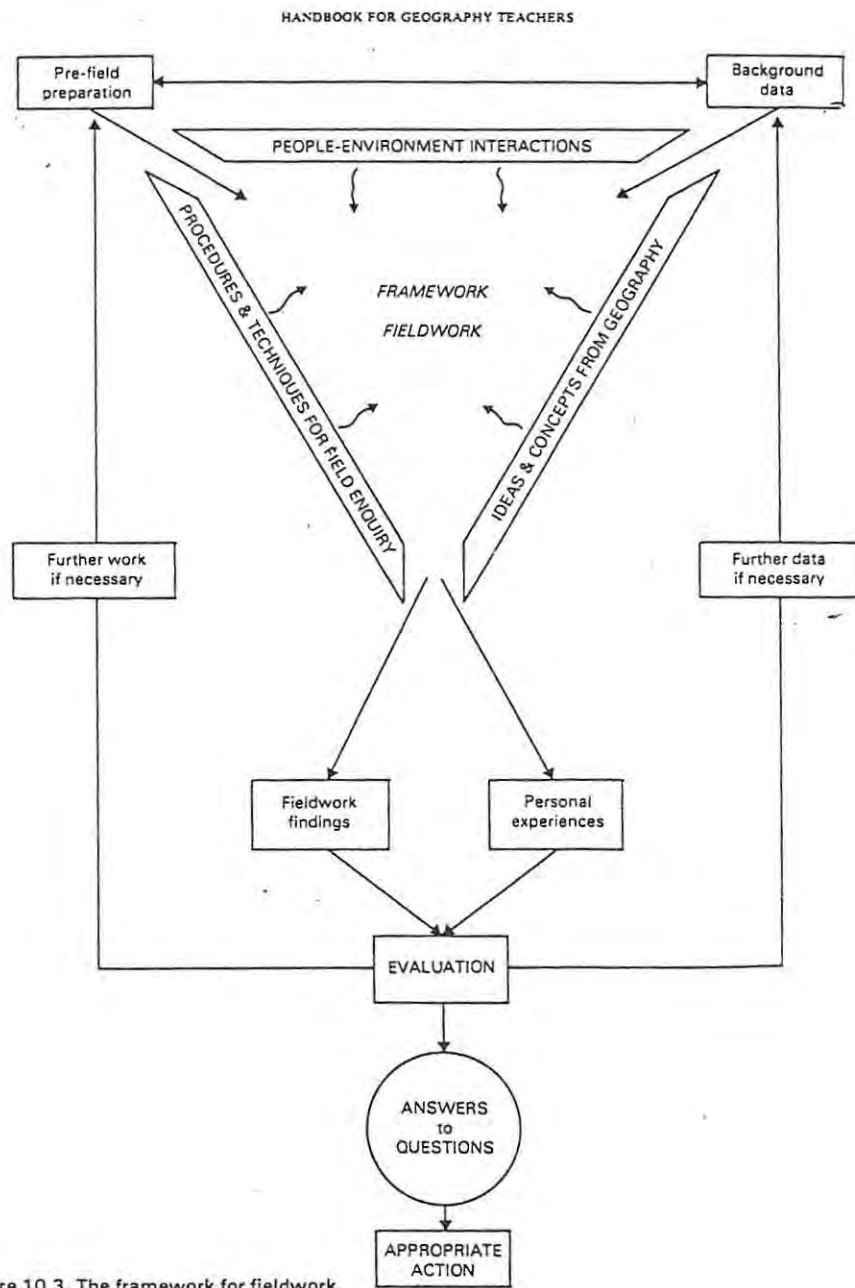 HANDBOOK FOR GEOGRAPHY TEACHERS
Pre-field
preparation
Background
data
PEOPLE-ENVIRONMENT INTERACTIONS
PROCEDURES & TECHNIQUES FOR FIELD ENQUIRY
IDEAS & CONCEPTS FROM GEOGRAPHY
FRAMEWORK
FIELDWORK
Further work
if necessary
Further data
if necessary
Fieldwork
findings
Personal
experiences
EVALUATION
ANSWERS
to
QUESTIONS
APPROPRIATE
ACTION
re 10.3 The framework for fieldwork